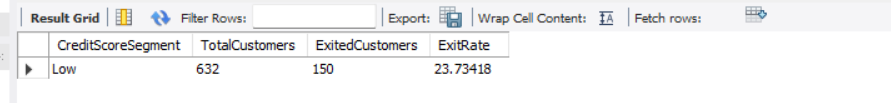 Result Grid Filter Rows: Export: Wrap Cell Content: Fetch rows:
CreditScoreSegment TotalCustomers ExitedCustomers ExitRate
Low 632 150 23.73418